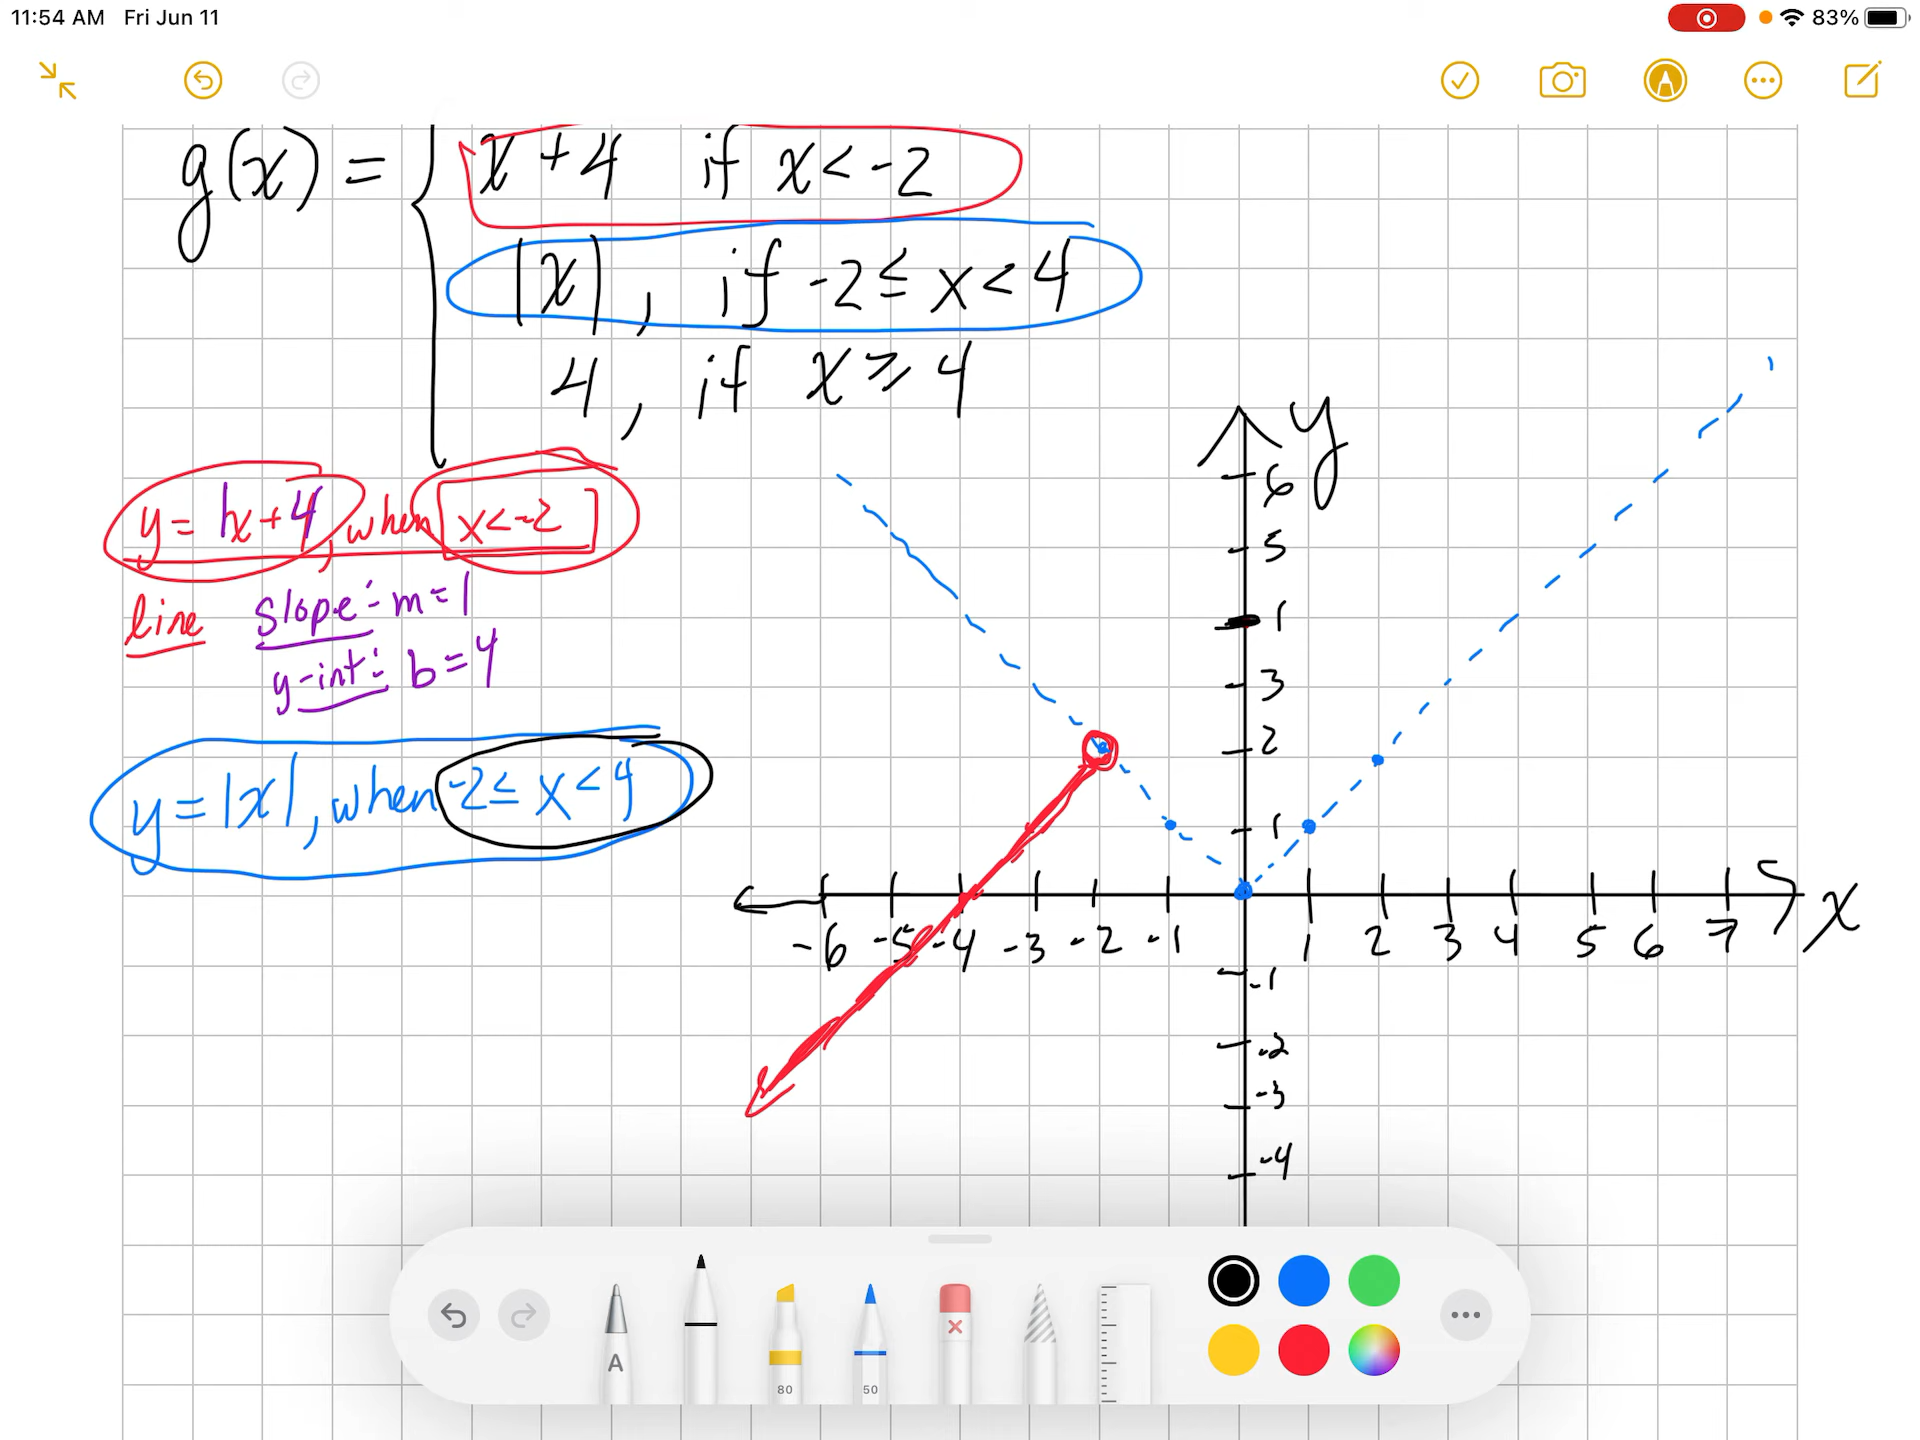 11:54 AM Fri Jun 11
83%
g(x) = { x + 4 if x < -2
|x| , if -2 ≤ x < 4
4 , if x ≥ 4
y = 1x + 4, when [x < -2]
line slope: m = 1
y-int: b = 4
y = |x|, when -2 ≤ x < 4
y
6
5
1
3
2
1
-6 -5 -4 -3 -2 -1 1 2 3 4 5 6 7 x
-1
-2
-3
-4
A 80 50